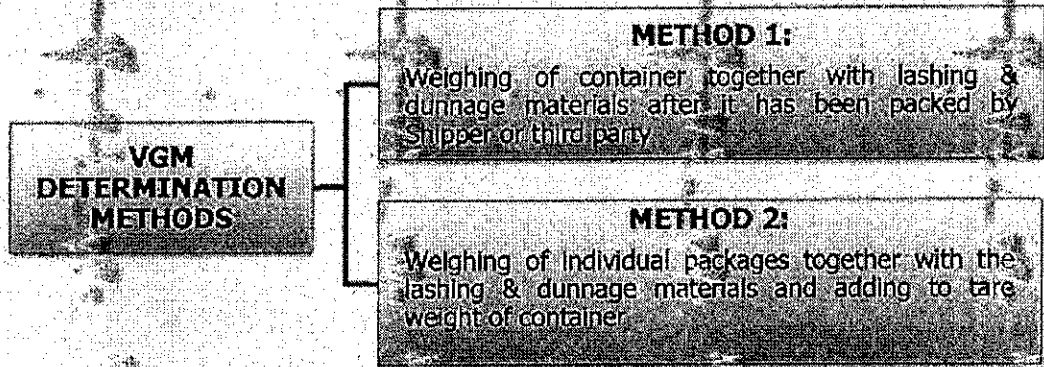 METHOD 1:
Weighing of container together with lashing &
dunnage materials after it has been packed by
Shipper or third party
VGM
DETERMINATION
METHODS
METHOD 2:
Weighing of individual packages together with the
lashing & dunnage materials and adding to tare
weight of container